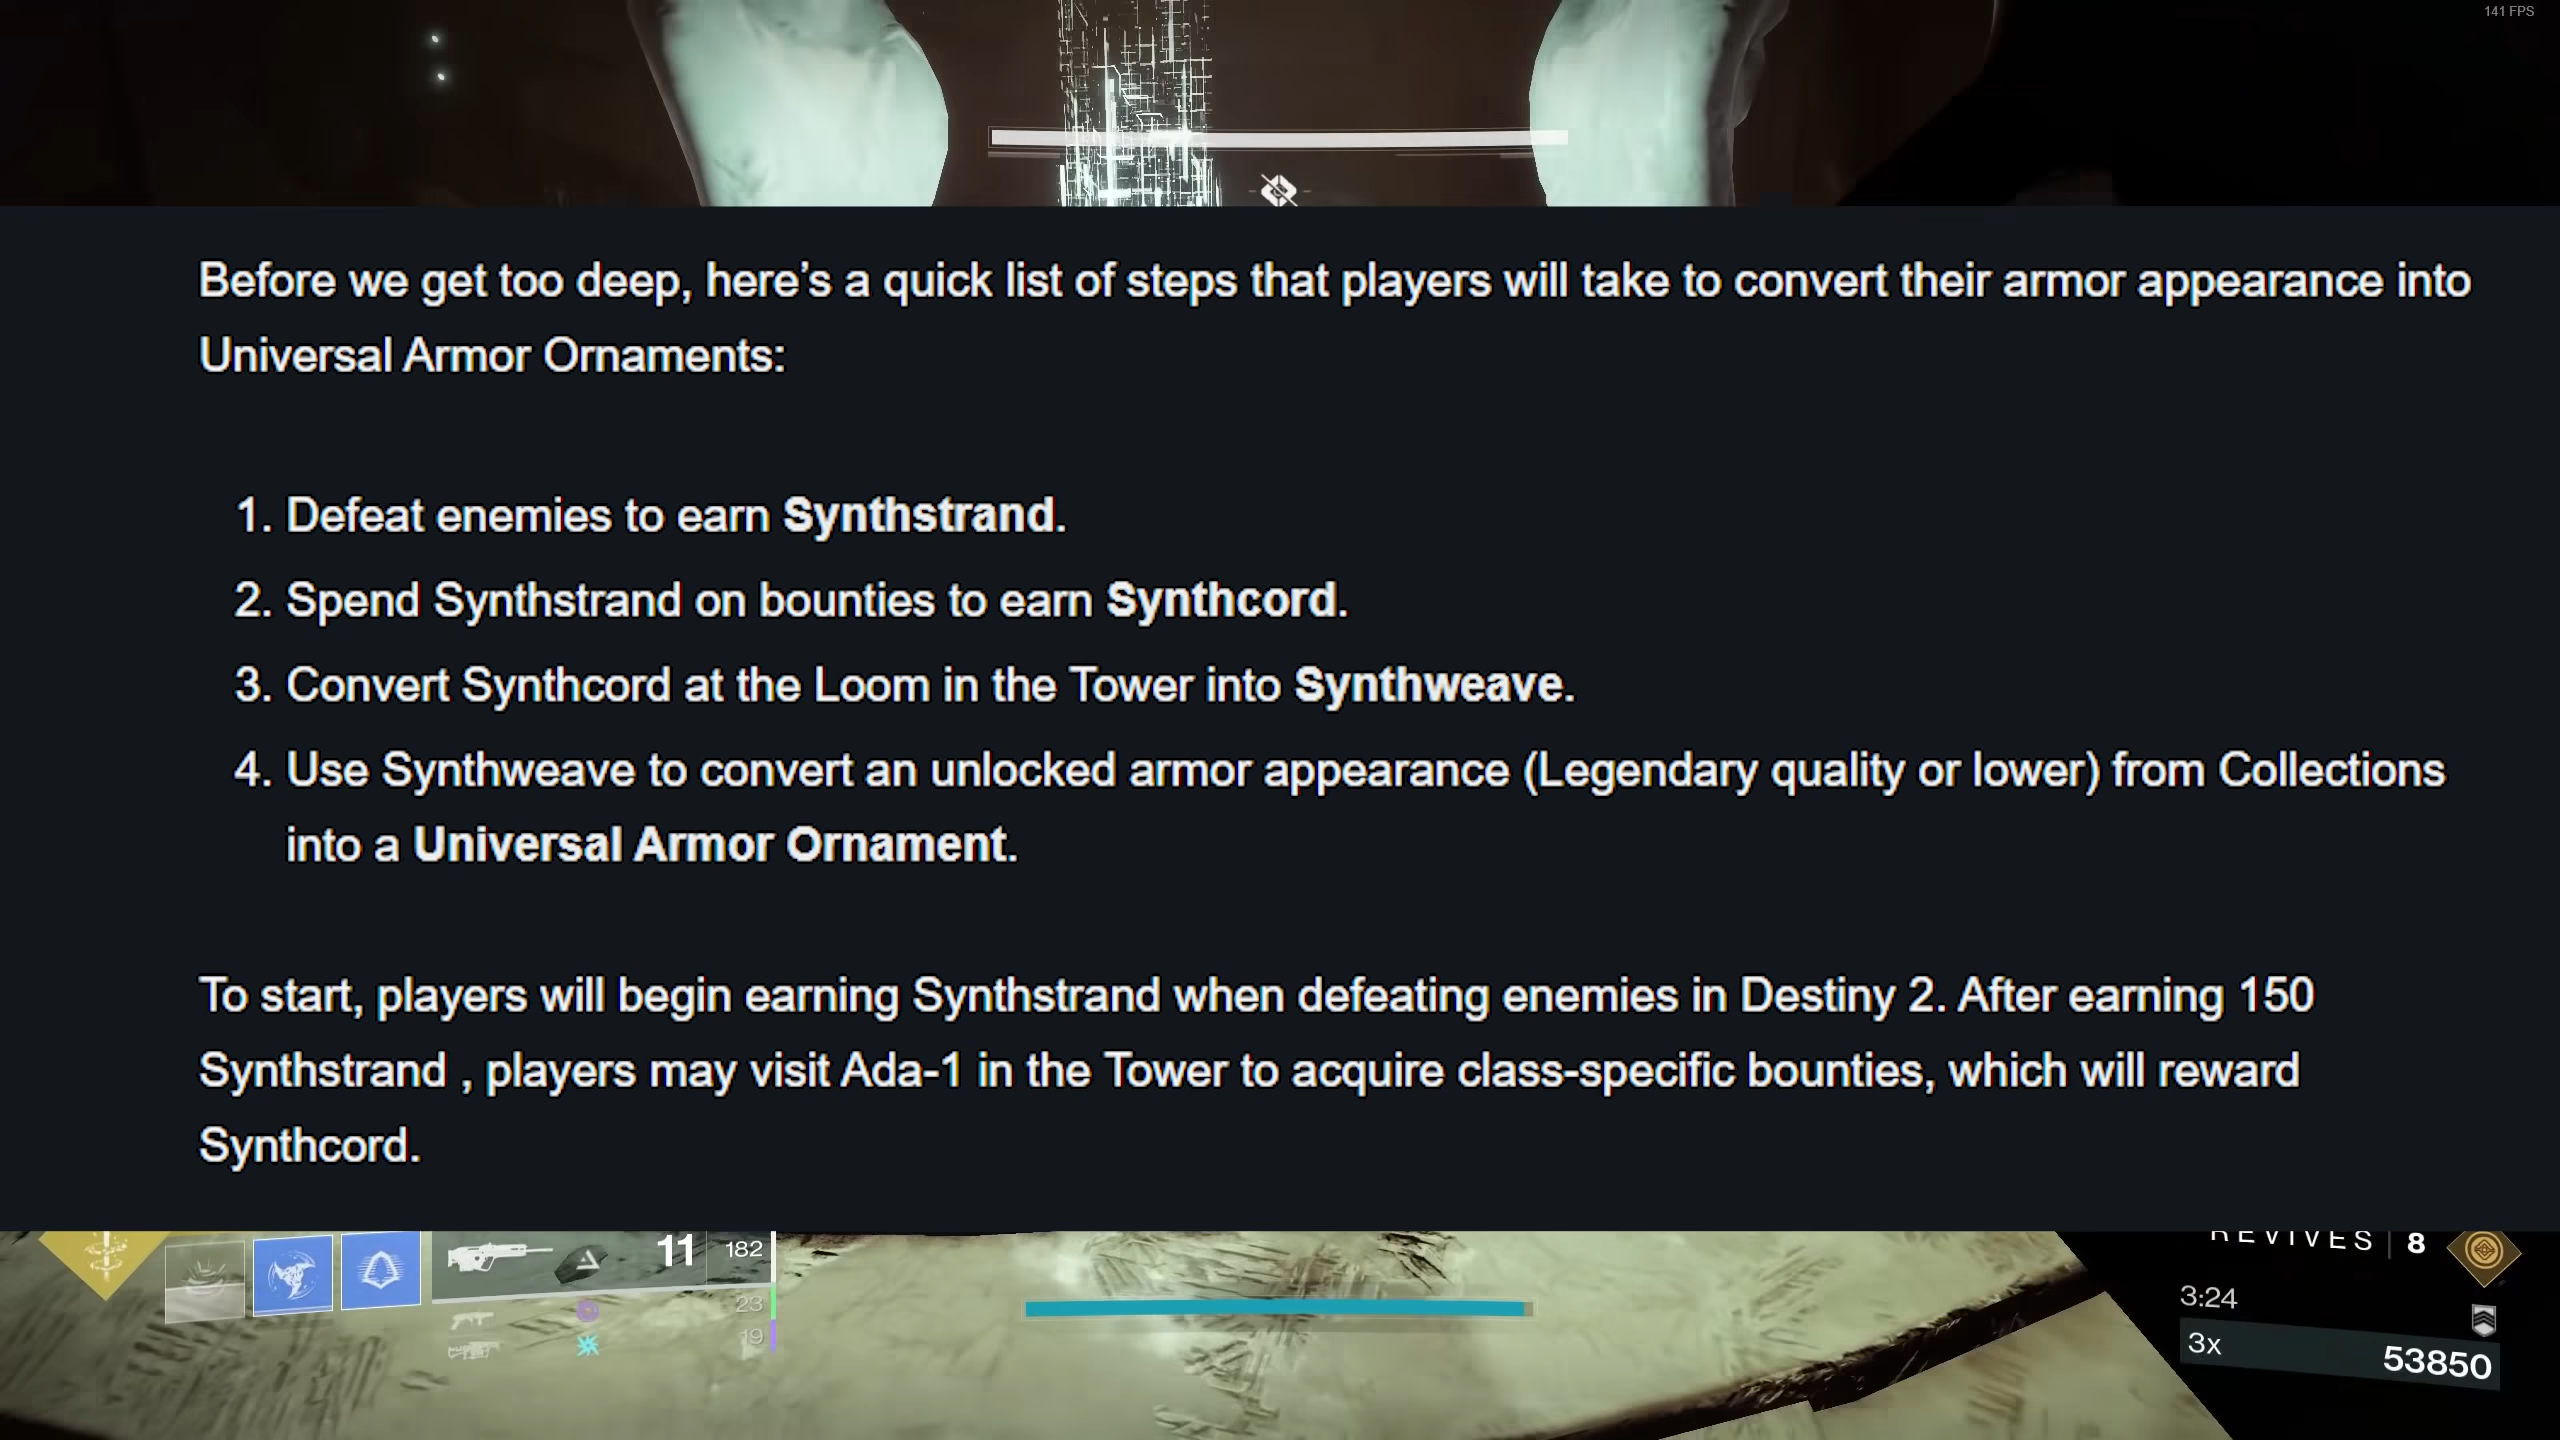 141 FPS
Before we get too deep, here’s a quick list of steps that players will take to convert their armor appearance into
Universal Armor Ornaments:
1. Defeat enemies to earn Synthstrand.
2. Spend Synthstrand on bounties to earn Synthcord.
3. Convert Synthcord at the Loom in the Tower into Synthweave.
4. Use Synthweave to convert an unlocked armor appearance (Legendary quality or lower) from Collections
into a Universal Armor Ornament.
To start, players will begin earning Synthstrand when defeating enemies in Destiny 2. After earning 150
Synthstrand , players may visit Ada-1 in the Tower to acquire class-specific bounties, which will reward
Synthcord.
11 182
23
19
REVIVES | 8
3:24
3x 53850